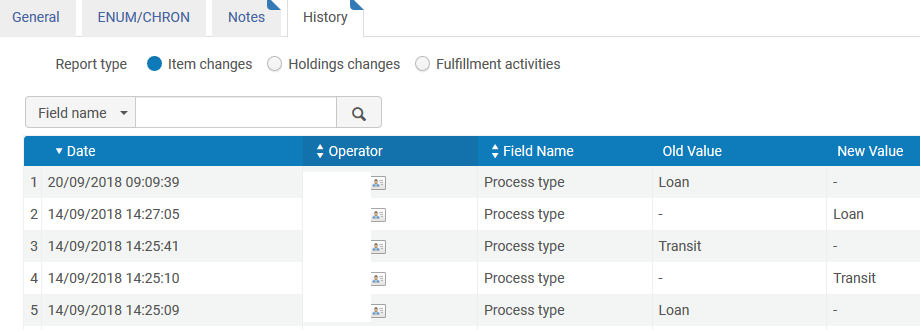 General ENUM/CHRON Notes History
Report type Item changes Holdings changes Fulfillment activities
Field name
Date Operator Field Name Old Value New Value
1 20/09/2018 09:09:39 Process type Loan -
2 14/09/2018 14:27:05 Process type - Loan
3 14/09/2018 14:25:41 Process type Transit -
4 14/09/2018 14:25:10 Process type - Transit
5 14/09/2018 14:25:09 Process type Loan -